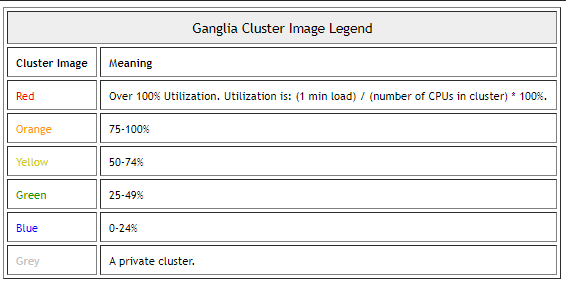 Ganglia Cluster Image Legend
Cluster Image Meaning
Red Over 100% Utilization. Utilization is: (1 min load) / (number of CPUs in cluster) * 100%.
Orange 75-100%
Yellow 50-74%
Green 25-49%
Blue 0-24%
Grey A private cluster.